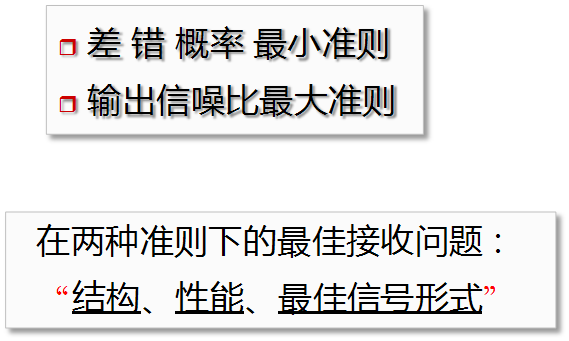 差 错 概率 最小准则
输出信噪比最大准则
在两种准则下的最佳接收问题：
“结构、性能、最佳信号形式”